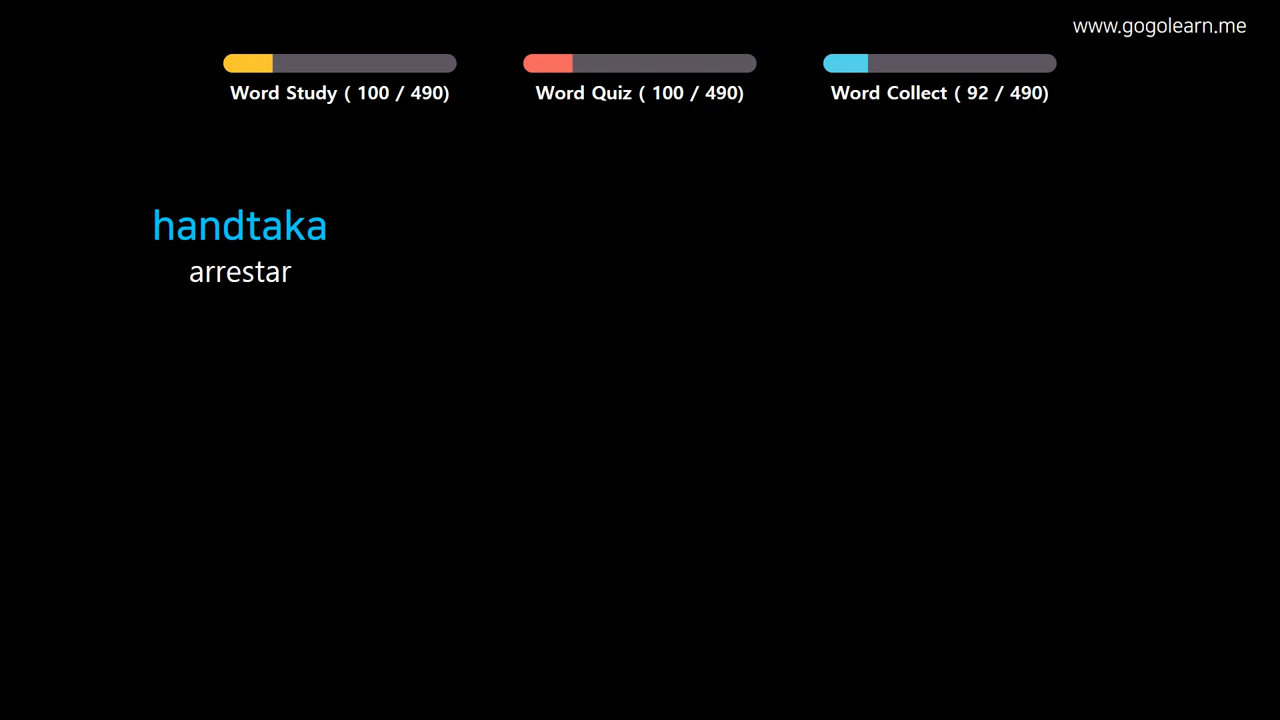 www.gogolearn.me
Word Study ( 100 / 490)
Word Quiz ( 100 / 490)
Word Collect ( 92 / 490)
handtaka
arrestar